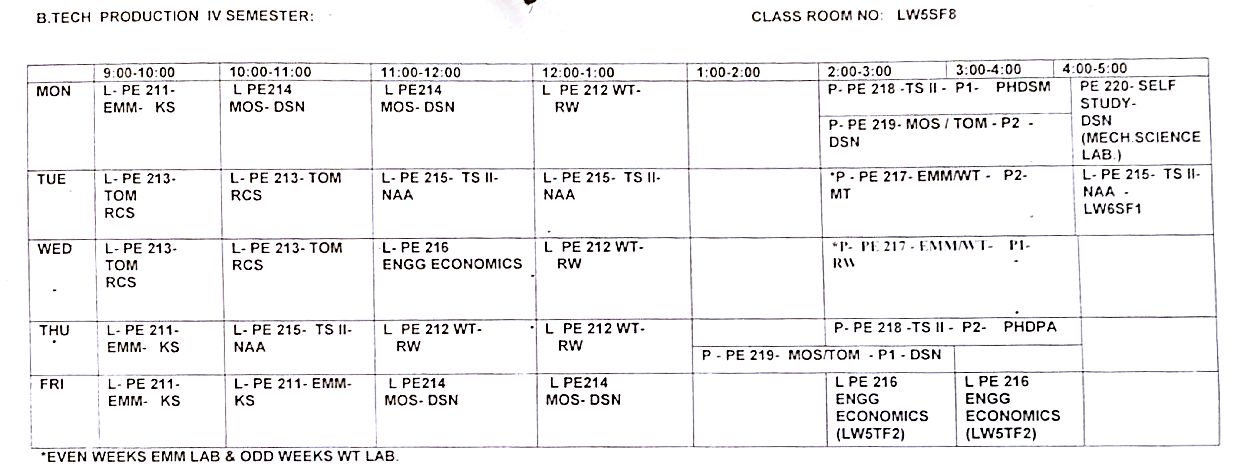 B.TECH PRODUCTION IV SEMESTER: CLASS ROOM NO: LW5SF8
9:00-10:00 10:00-11:00 11:00-12:00 12:00-1:00 1:00-2:00 2:00-3:00 3:00-4:00 4:00-5:00
MON
L- PE 211-
EMM- KS
L PE214
MOS- DSN
L PE214
MOS- DSN
L PE 212 WT-
RW
P- PE 218 -TS II - P1- PHDSM
P- PE 219- MOS / TOM - P2 -
DSN
PE 220- SELF
STUDY-
DSN
(MECH.SCIENCE
LAB.)
TUE
L- PE 213-
TOM
RCS
L- PE 213- TOM
RCS
L- PE 215- TS II-
NAA
L- PE 215- TS II-
NAA
*P - PE 217- EMM/WT - P2-
MT
L- PE 215- TS II-
NAA -
LW6SF1
WED
L- PE 213-
TOM
RCS
L- PE 213- TOM
RCS
L- PE 216
ENGG ECONOMICS
L PE 212 WT-
RW
*P- PE 217 - EMM/WT- P1-
RW
THU
L- PE 211-
EMM- KS
L- PE 215- TS II-
NAA
L PE 212 WT-
RW
L PE 212 WT-
RW
P- PE 218 -TS II - P2- PHDPA
P - PE 219- MOS/TOM - P1 - DSN
FRI
L- PE 211-
EMM- KS
L- PE 211- EMM-
KS
L PE214
MOS- DSN
L PE214
MOS- DSN
L PE 216
ENGG
ECONOMICS
(LW5TF2)
L PE 216
ENGG
ECONOMICS
(LW5TF2)
*EVEN WEEKS EMM LAB & ODD WEEKS WT LAB.